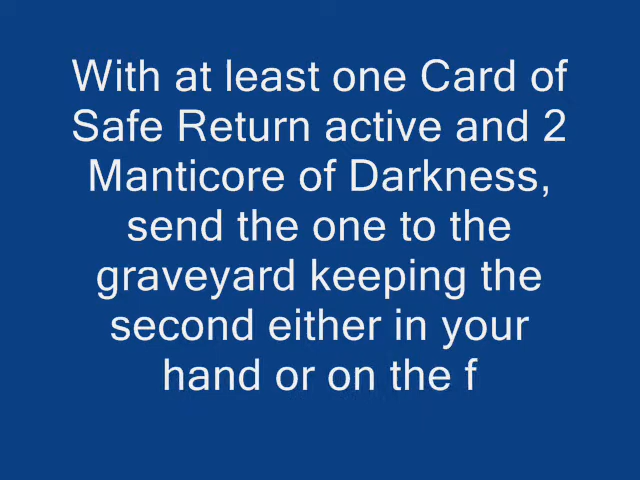 With at least one Card of
Safe Return active and 2
Manticore of Darkness,
send the one to the
graveyard keeping the
second either in your
hand or on the f